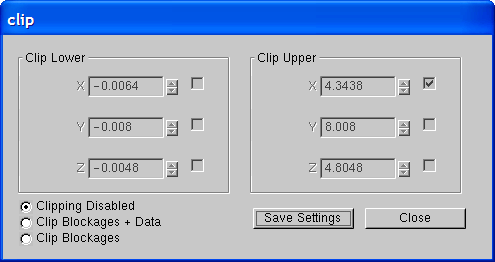 clip
Clip Lower
X -0.0064
Y -0.008
Z -0.0048
Clip Upper
X 4.3438
Y 8.008
Z 4.8048
Clipping Disabled
Clip Blockages + Data
Clip Blockages
Save Settings
Close